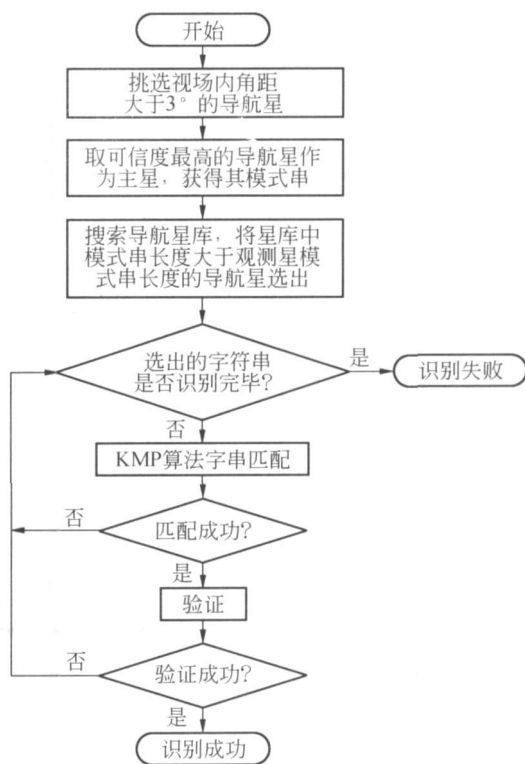 开始
挑选视场内角距
大于3°的导航星
取可信度最高的导航星作
为主星,获得其模式串
搜索导航星库,将星库中
模式串长度大于观测星模
式串长度的导航星选出
选出的字符串
是否识别完毕?
是
识别失败
否
KMP算法字串匹配
否
匹配成功?
是
验证
否
验证成功?
是
识别成功